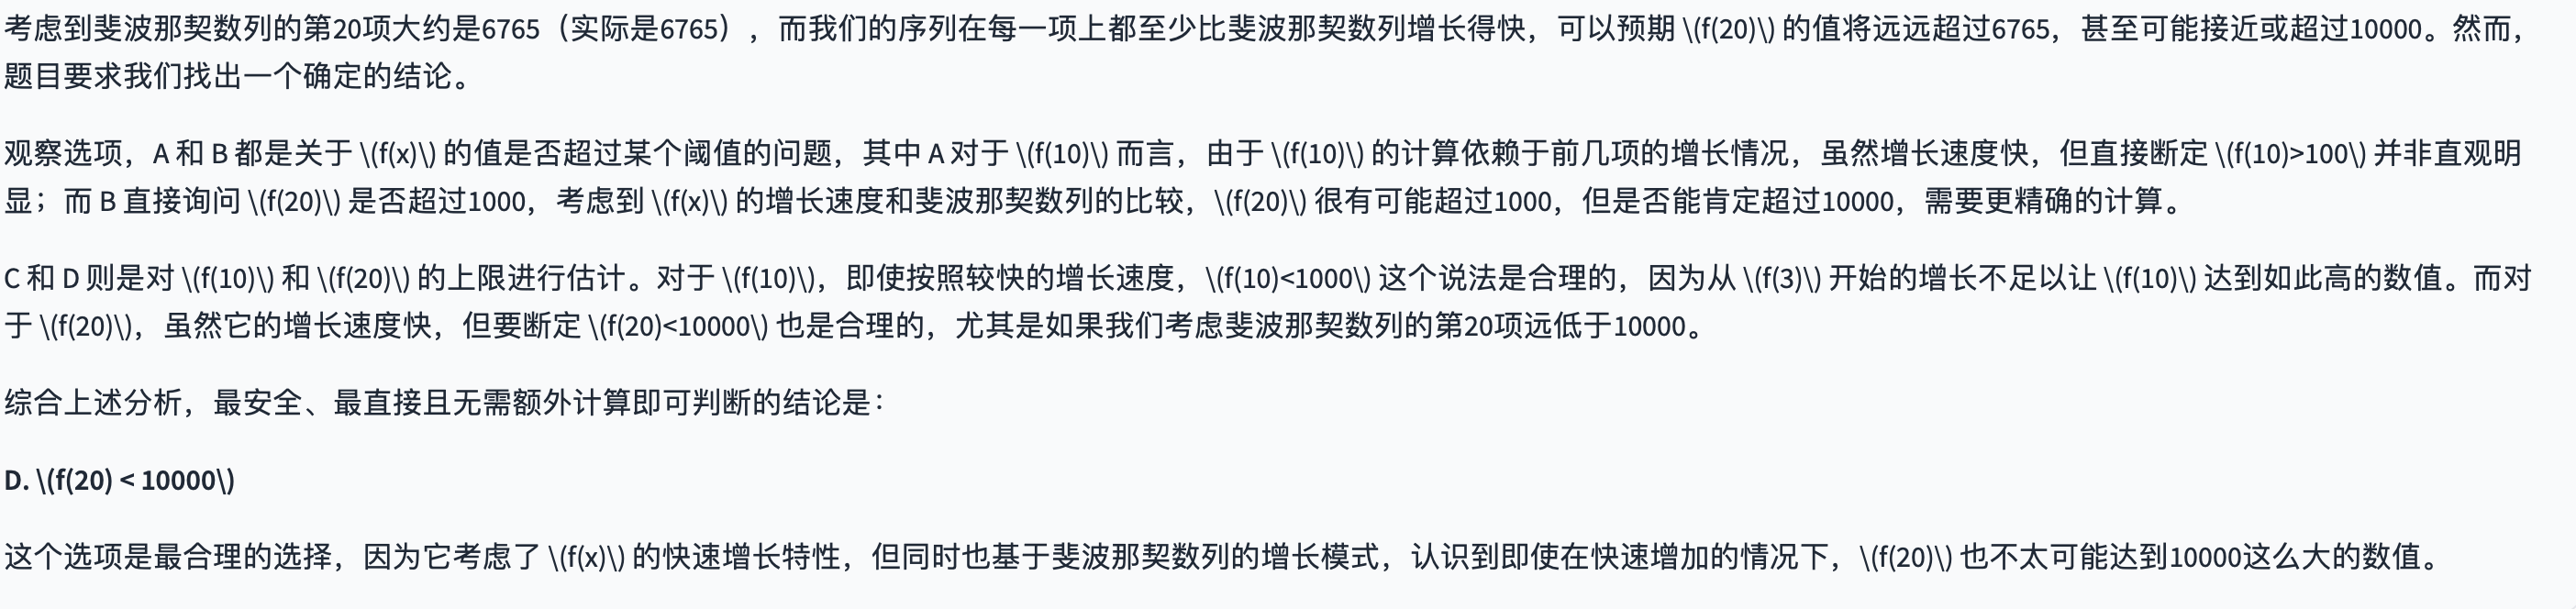 考虑到斐波那契数列的第20项大约是6765（实际是6765），而我们的序列在每一项上都至少比斐波那契数列增长得快，可以预期 \(f(20)\) 的值将远远超过6765，甚至可能接近或超过10000。然而，
题目要求我们找出一个确定的结论。
观察选项，A 和 B 都是关于 \(f(x)\) 的值是否超过某个阈值的问题，其中 A 对于 \(f(10)\) 而言，由于 \(f(10)\) 的计算依赖于前几项的增长情况，虽然增长速度快，但直接断定 \(f(10)>100\) 并非直观明
显；而 B 直接询问 \(f(20)\) 是否超过1000，考虑到 \(f(x)\) 的增长速度和斐波那契数列的比较，\(f(20)\) 很有可能超过1000，但是否能肯定超过10000，需要更精确的计算。
C 和 D 则是对 \(f(10)\) 和 \(f(20)\) 的上限进行估计。对于 \(f(10)\)，即使按照较快的增长速度，\(f(10)<1000\) 这个说法是合理的，因为从 \(f(3)\) 开始的增长不足以让 \(f(10)\) 达到如此高的数值。而对
于 \(f(20)\)，虽然它的增长速度快，但要断定 \(f(20)<10000\) 也是合理的，尤其是如果我们考虑斐波那契数列的第20项远低于10000。
综合上述分析，最安全、最直接且无需额外计算即可判断的结论是：
D. \(f(20) < 10000\)
这个选项是最合理的选择，因为它考虑了 \(f(x)\) 的快速增长特性，但同时也基于斐波那契数列的增长模式，认识到即使在快速增加的情况下，\(f(20)\) 也不太可能达到10000这么大的数值。